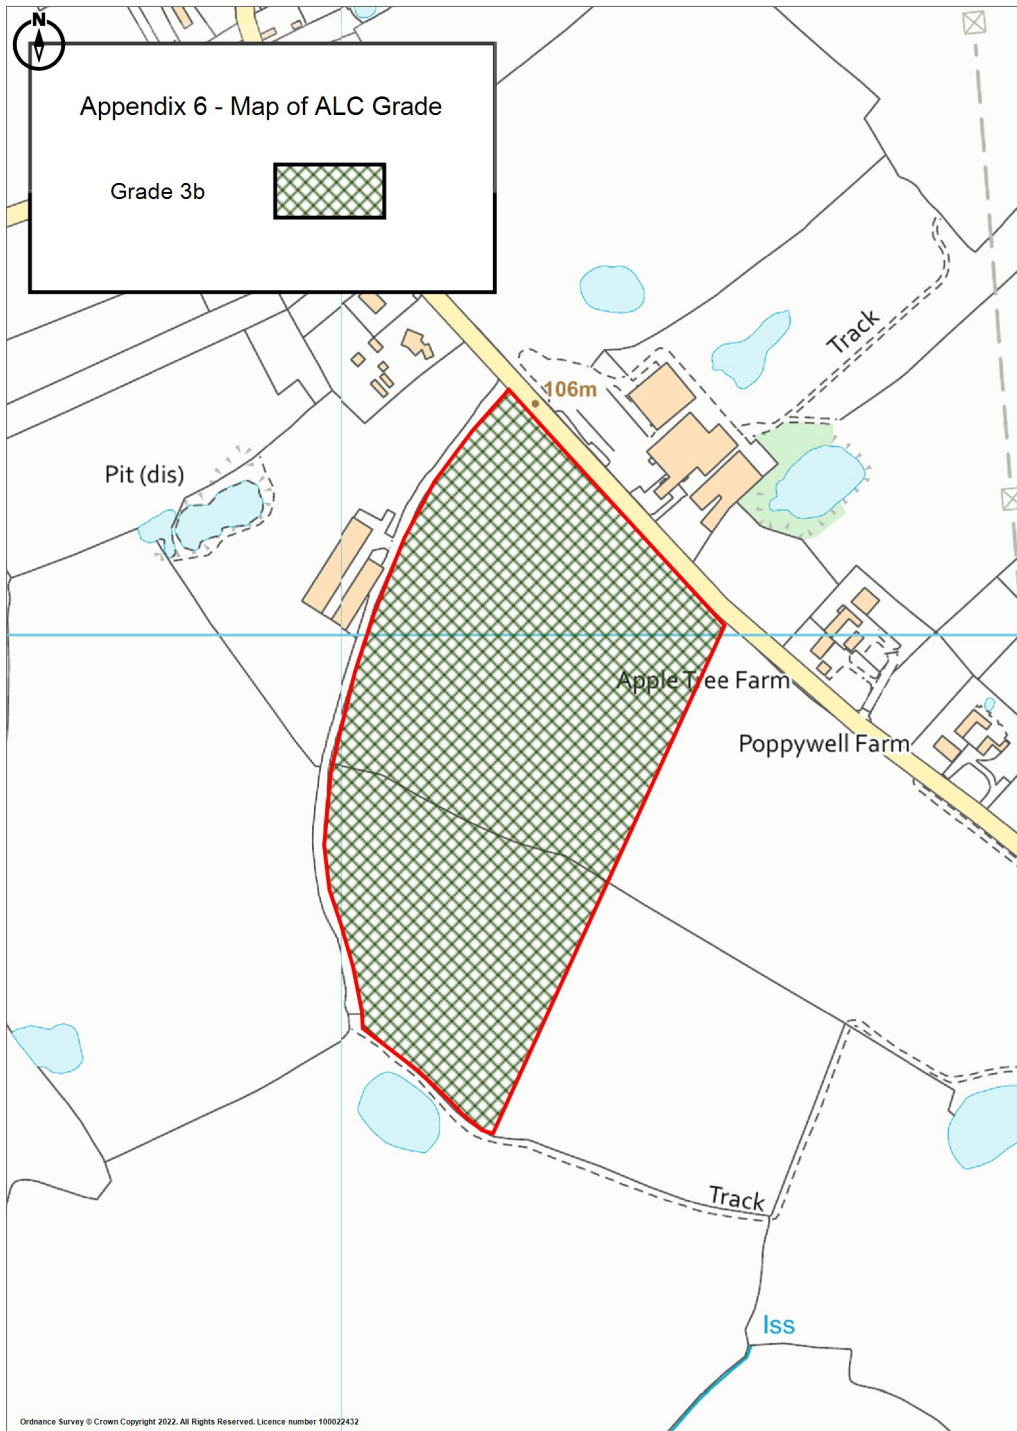 N
Appendix 6 - Map of ALC Grade
Grade 3b
Track
106m
Pit (dis)
Apple Tree Farm
Poppywell Farm
Track
Iss
Ordnance Survey © Crown Copyright 2022. All Rights Reserved. Licence number 100022432